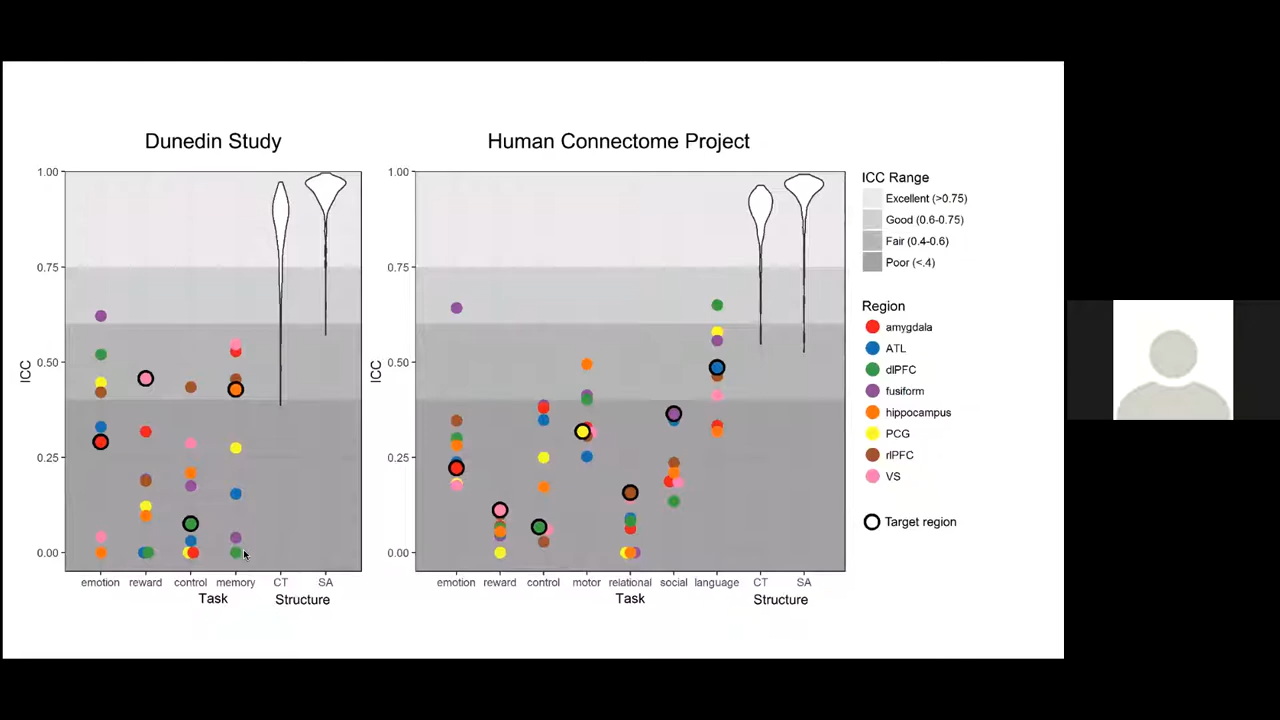 Dunedin Study
Human Connectome Project
1.00
0.75
0.50
0.25
0.00
ICC
emotion reward control memory CT SA
Task Structure
1.00
0.75
0.50
0.25
0.00
ICC
emotion reward control motor relational social language CT SA
Task Structure
ICC Range
Excellent (>0.75)
Good (0.6-0.75)
Fair (0.4-0.6)
Poor (<.4)
Region
amygdala
ATL
dlPFC
fusiform
hippocampus
PCG
rlPFC
VS
Target region